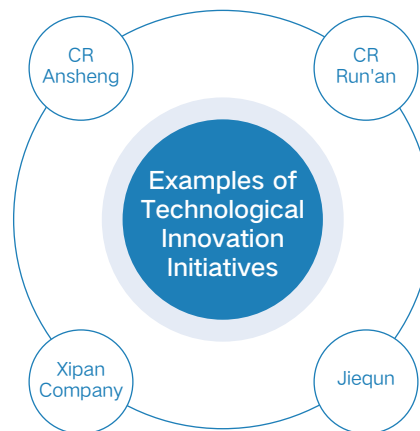 CR
Ansheng
CR
Run'an
Examples of
Technological
Innovation
Initiatives
Xipan
Company
Jiequn